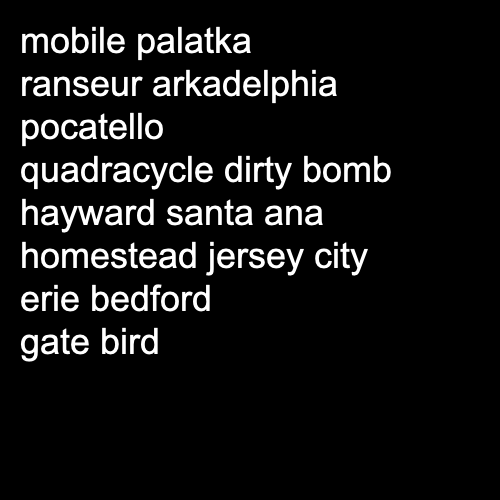 mobile palatka
ranseur arkadelphia
pocatello
quadracycle dirty bomb
hayward santa ana
homestead jersey city
erie bedford
gate bird